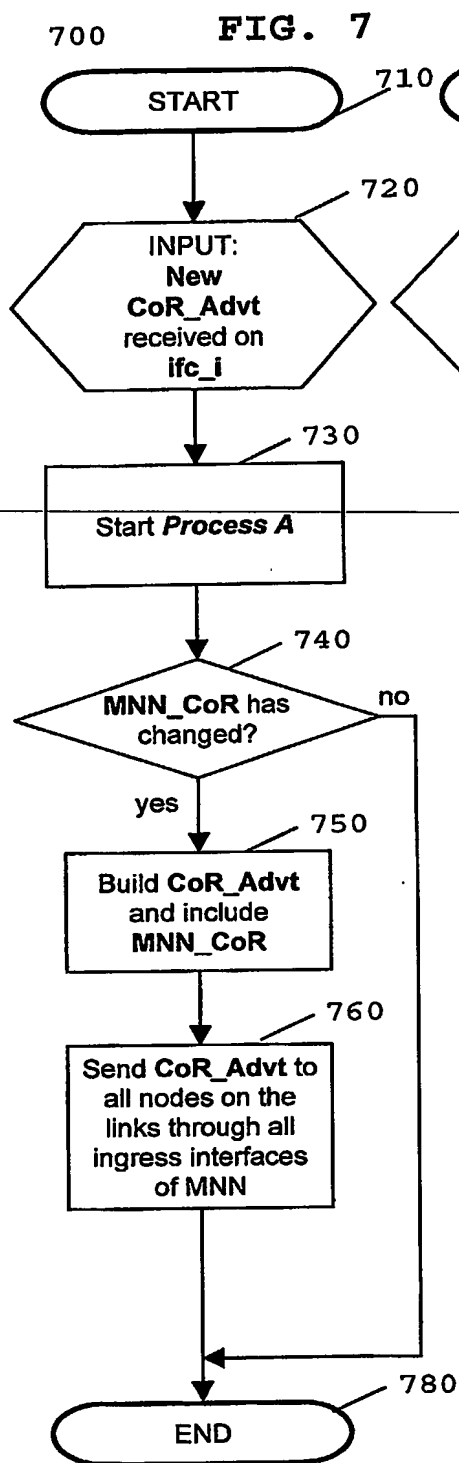 700
FIG. 7
START
710
720
INPUT:
New
CoR_Advt
received on
ifc_i
730
Start Process A
740
MNN_CoR has
changed?
no
yes
750
Build CoR_Advt
and include
MNN_CoR
760
Send CoR_Advt to
all nodes on the
links through all
ingress interfaces
of MNN
780
END